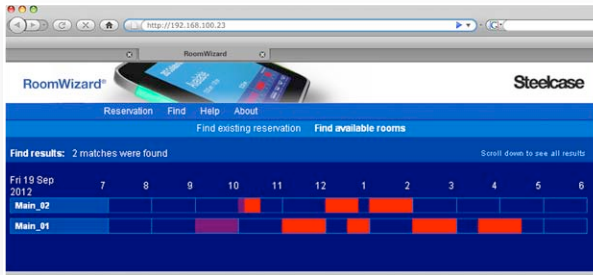 http://192.168.100.23
RoomWizard
RoomWizard®
Steelcase
Reservation Find Help About
Find existing reservation Find available rooms
Find results: 2 matches were found
Scroll down to see all results
Fri 19 Sep
2012
7 8 9 10 11 12 1 2 3 4 5 6
Main_02
Main_01